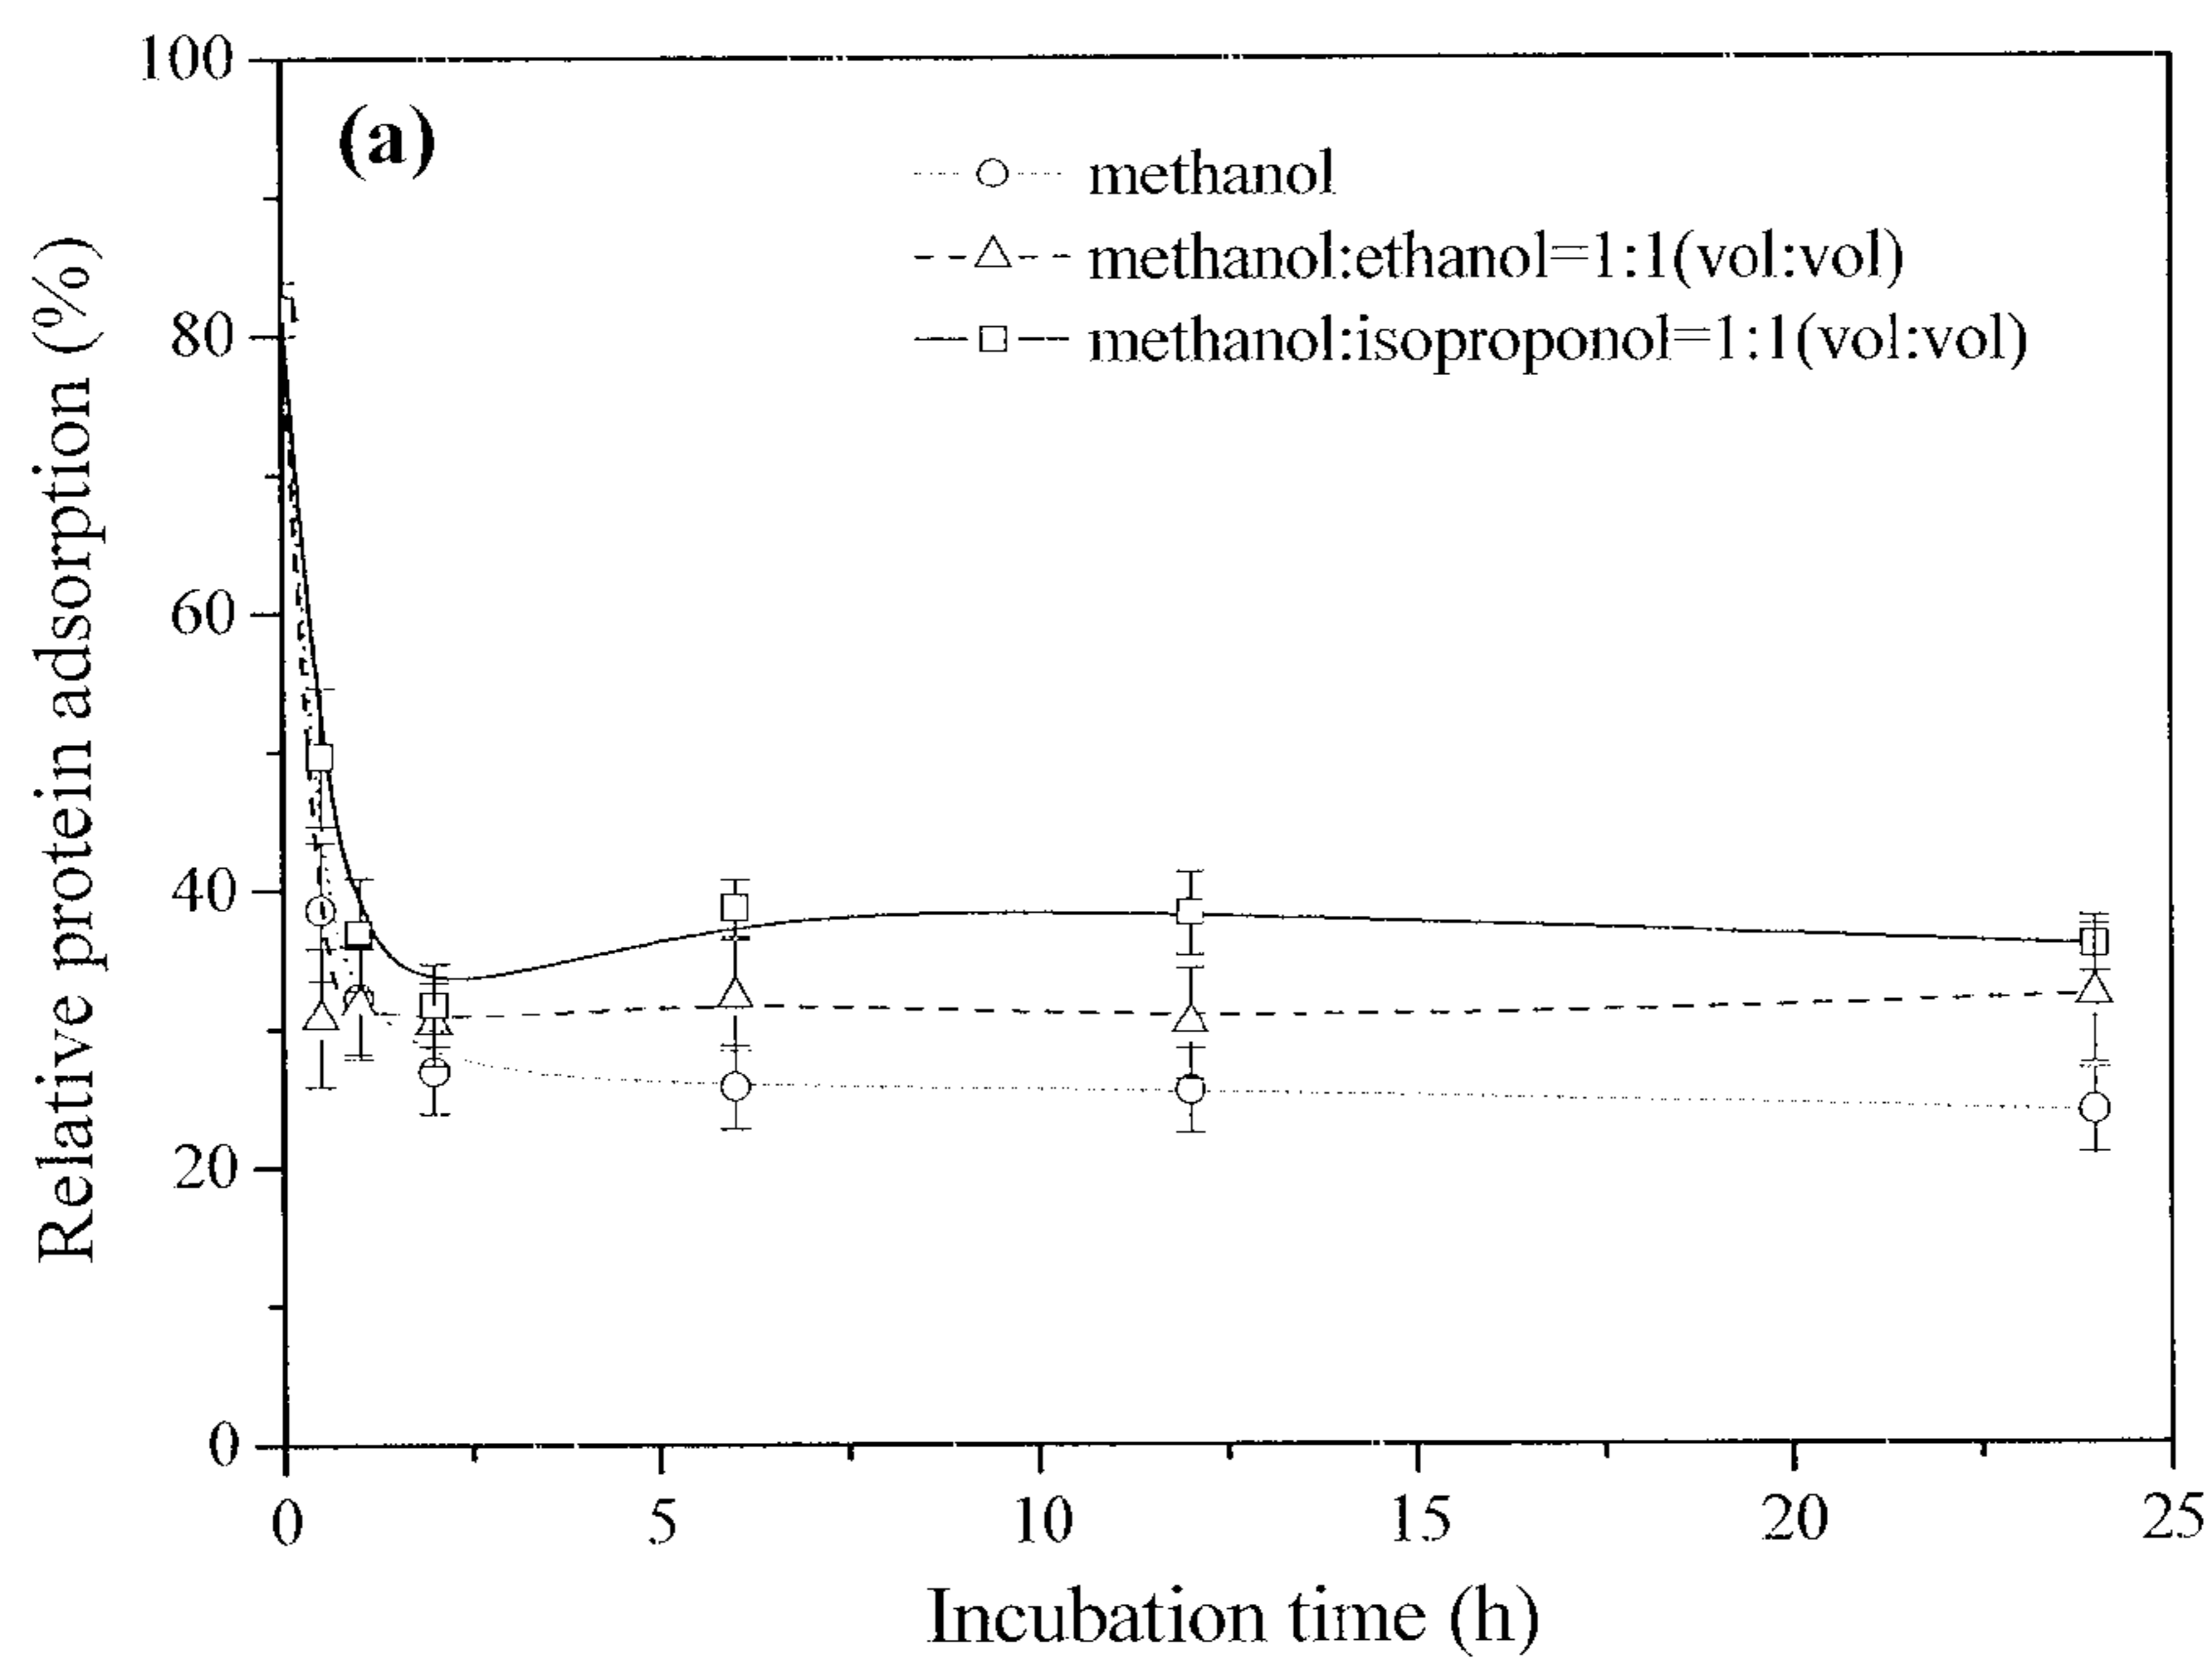 100
80
60
40
20
0
Relative protein adsorption (%)
(a)
methanol
methanol:ethanol=1:1(vol:vol)
methanol:isoproponol=1:1(vol:vol)
0 5 10 15 20 25
Incubation time (h)